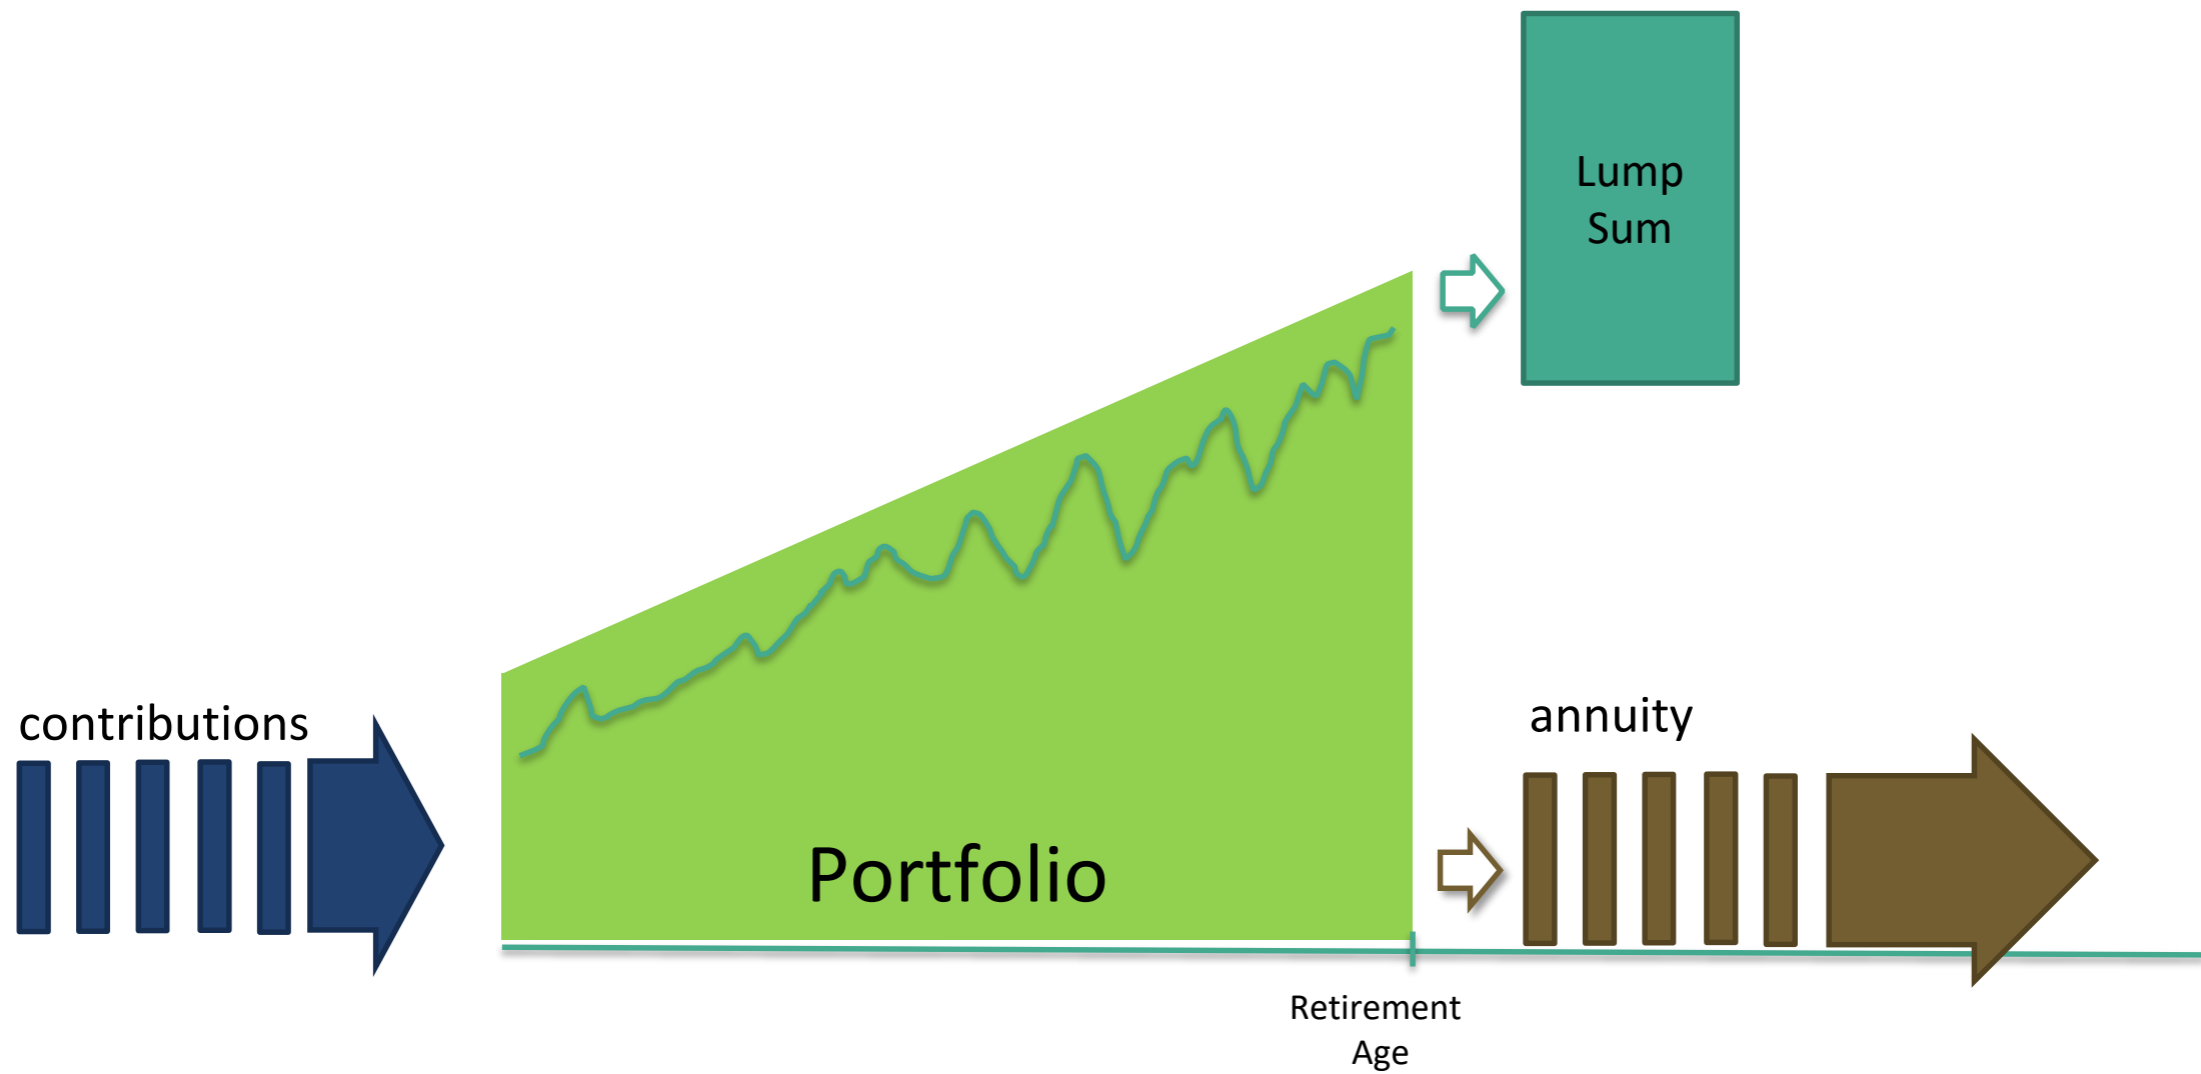 Lump
Sum
contributions
annuity
Portfolio
Retirement
Age